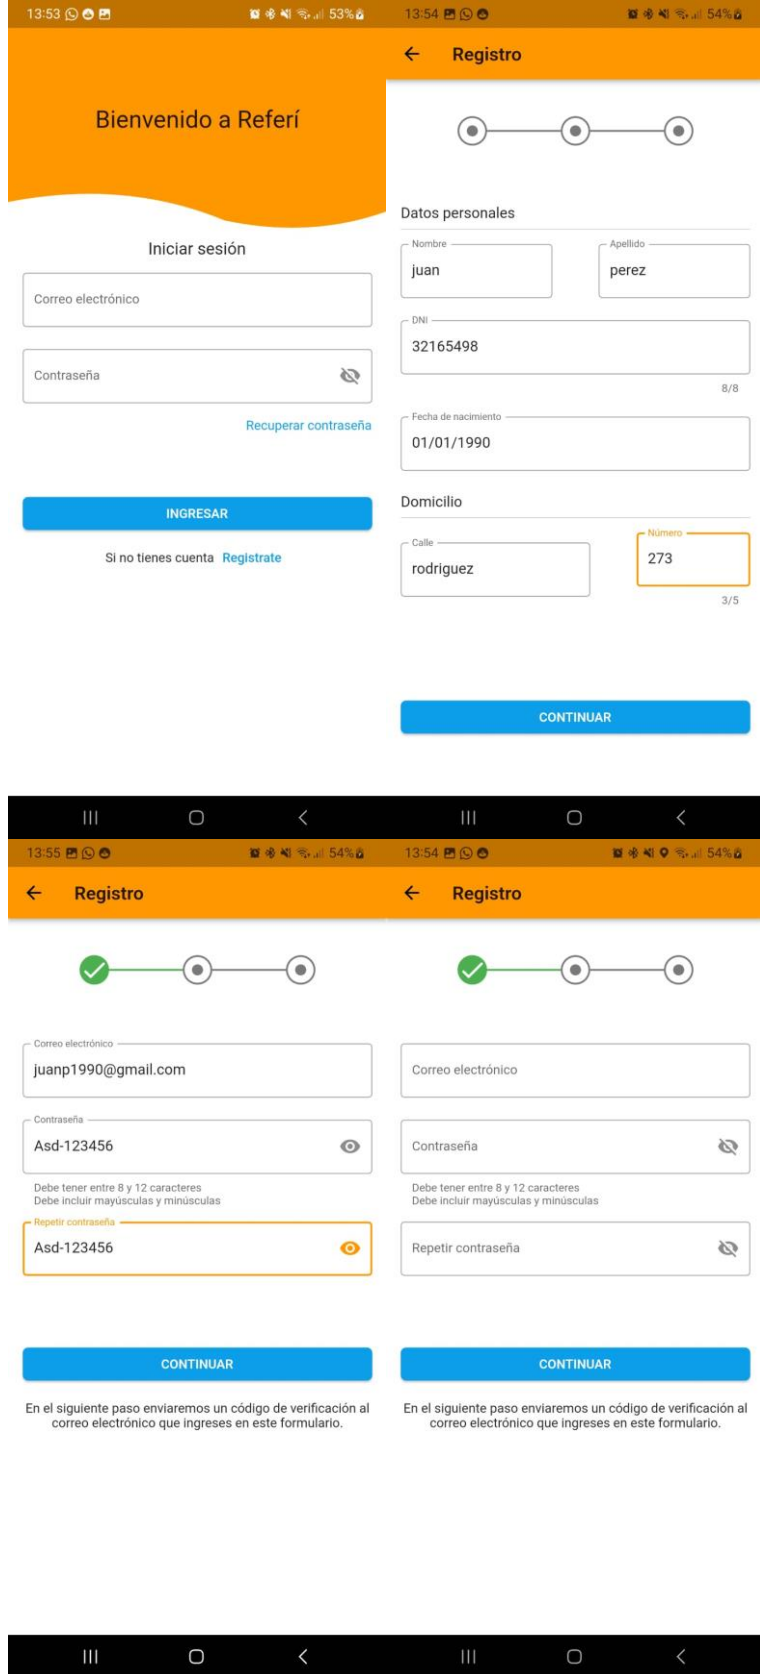 13:53 53%
Bienvenido a Referí
Iniciar sesión
Correo electrónico
Contraseña
Recuperar contraseña
INGRESAR
Si no tienes cuenta Registrate
13:54 54%
Registro
Datos personales
Nombre Apellido
juan perez
DNI
32165498
8/8
Fecha de nacimiento
01/01/1990
Domicilio
Calle Número
rodriguez 273
3/5
CONTINUAR
13:55 54%
Registro
Correo electrónico
juanp1990@gmail.com
Contraseña
Asd-123456
Debe tener entre 8 y 12 caracteres
Debe incluir mayúsculas y minúsculas
Repetir contraseña
Asd-123456
CONTINUAR
En el siguiente paso enviaremos un código de verificación al
correo electrónico que ingreses en este formulario.
13:54 54%
Registro
Correo electrónico
Contraseña
Debe tener entre 8 y 12 caracteres
Debe incluir mayúsculas y minúsculas
Repetir contraseña
CONTINUAR
En el siguiente paso enviaremos un código de verificación al
correo electrónico que ingreses en este formulario.